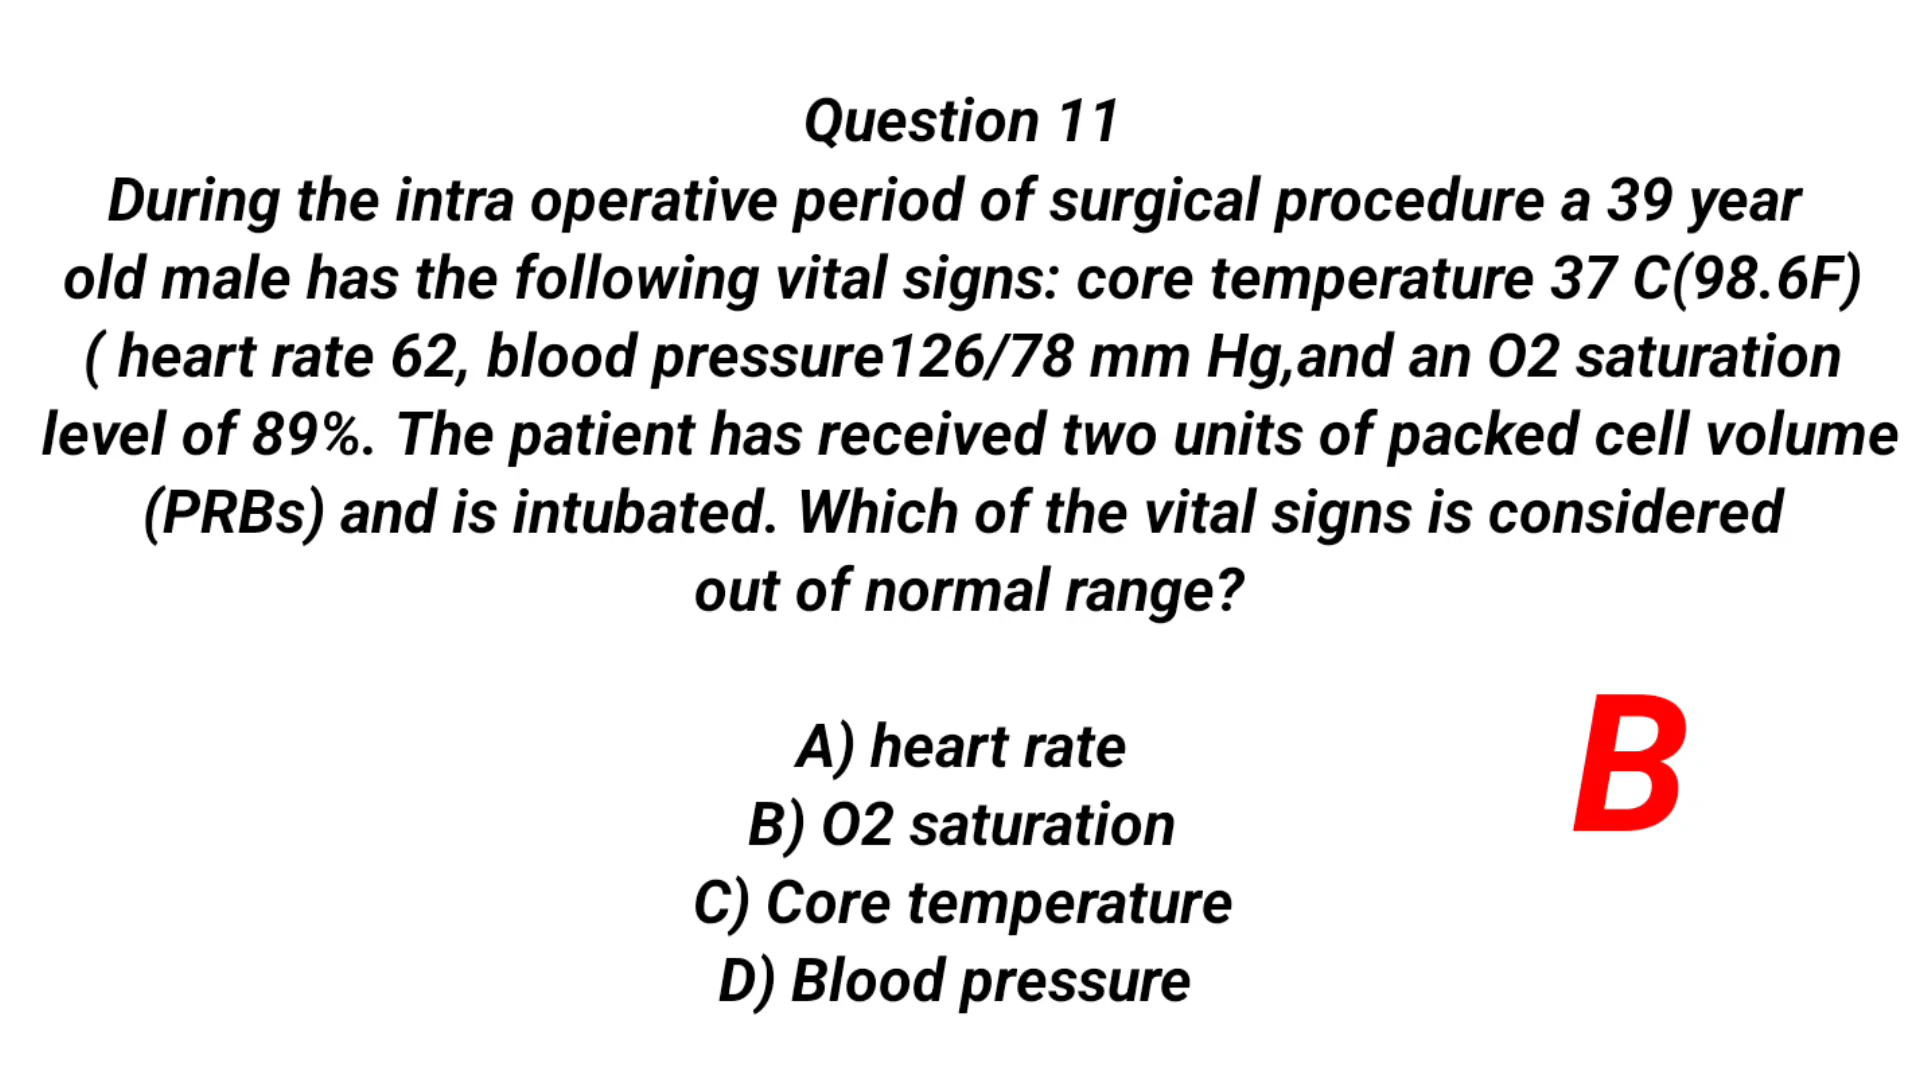 Question 11
During the intra operative period of surgical procedure a 39 year
old male has the following vital signs: core temperature 37 C(98.6F)
( heart rate 62, blood pressure126/78 mm Hg,and an O2 saturation
level of 89%. The patient has received two units of packed cell volume
(PRBs) and is intubated. Which of the vital signs is considered
out of normal range?
A) heart rate
B) O2 saturation
C) Core temperature
D) Blood pressure
B